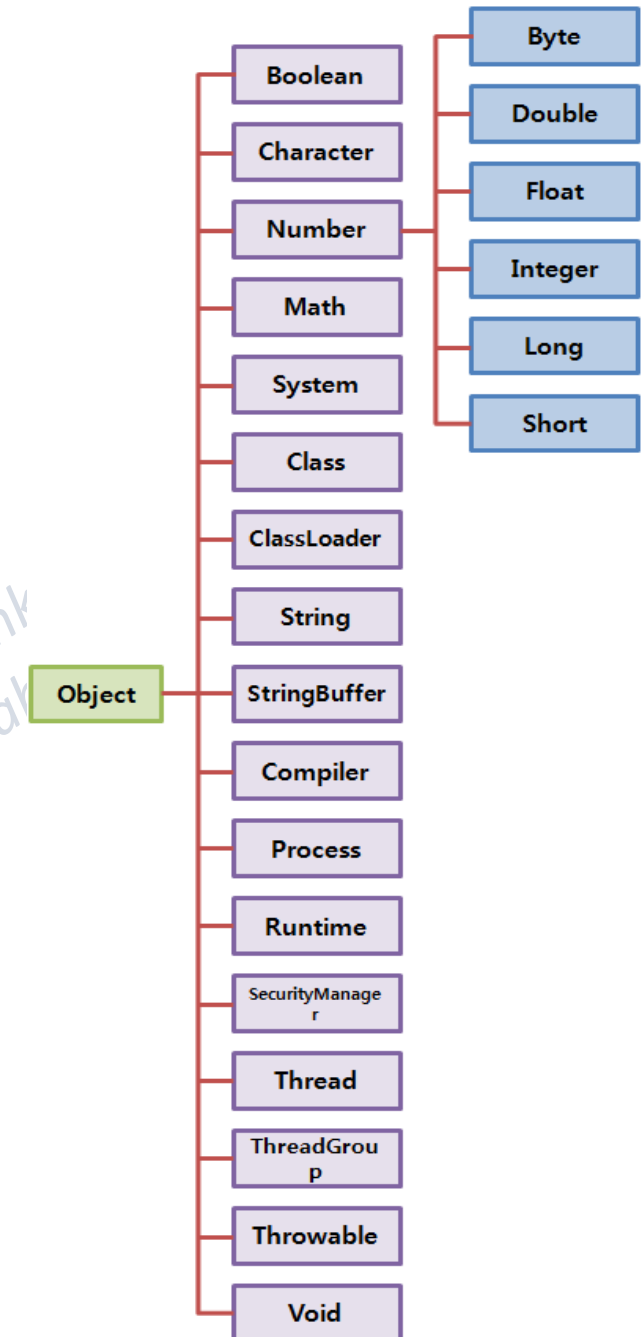 Byte
Boolean
Double
Character
Float
Number
Integer
Math
Long
System
Short
Class
ClassLoader
String
Object
StringBuffer
Compiler
Process
Runtime
SecurityManage
r
Thread
ThreadGrou
p
Throwable
Void